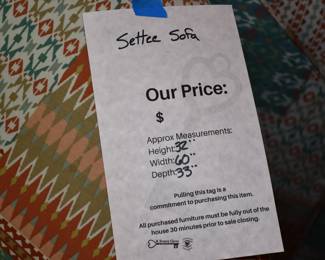 Settee Sofa
Our Price:
$
Approx Measurements:
Height: 32"
Width: 60"
Depth: 33"
Pulling this tag is a
commitment to purchasing this item.
All purchased furniture must be fully out of the
house 30 minutes prior to sale closing.